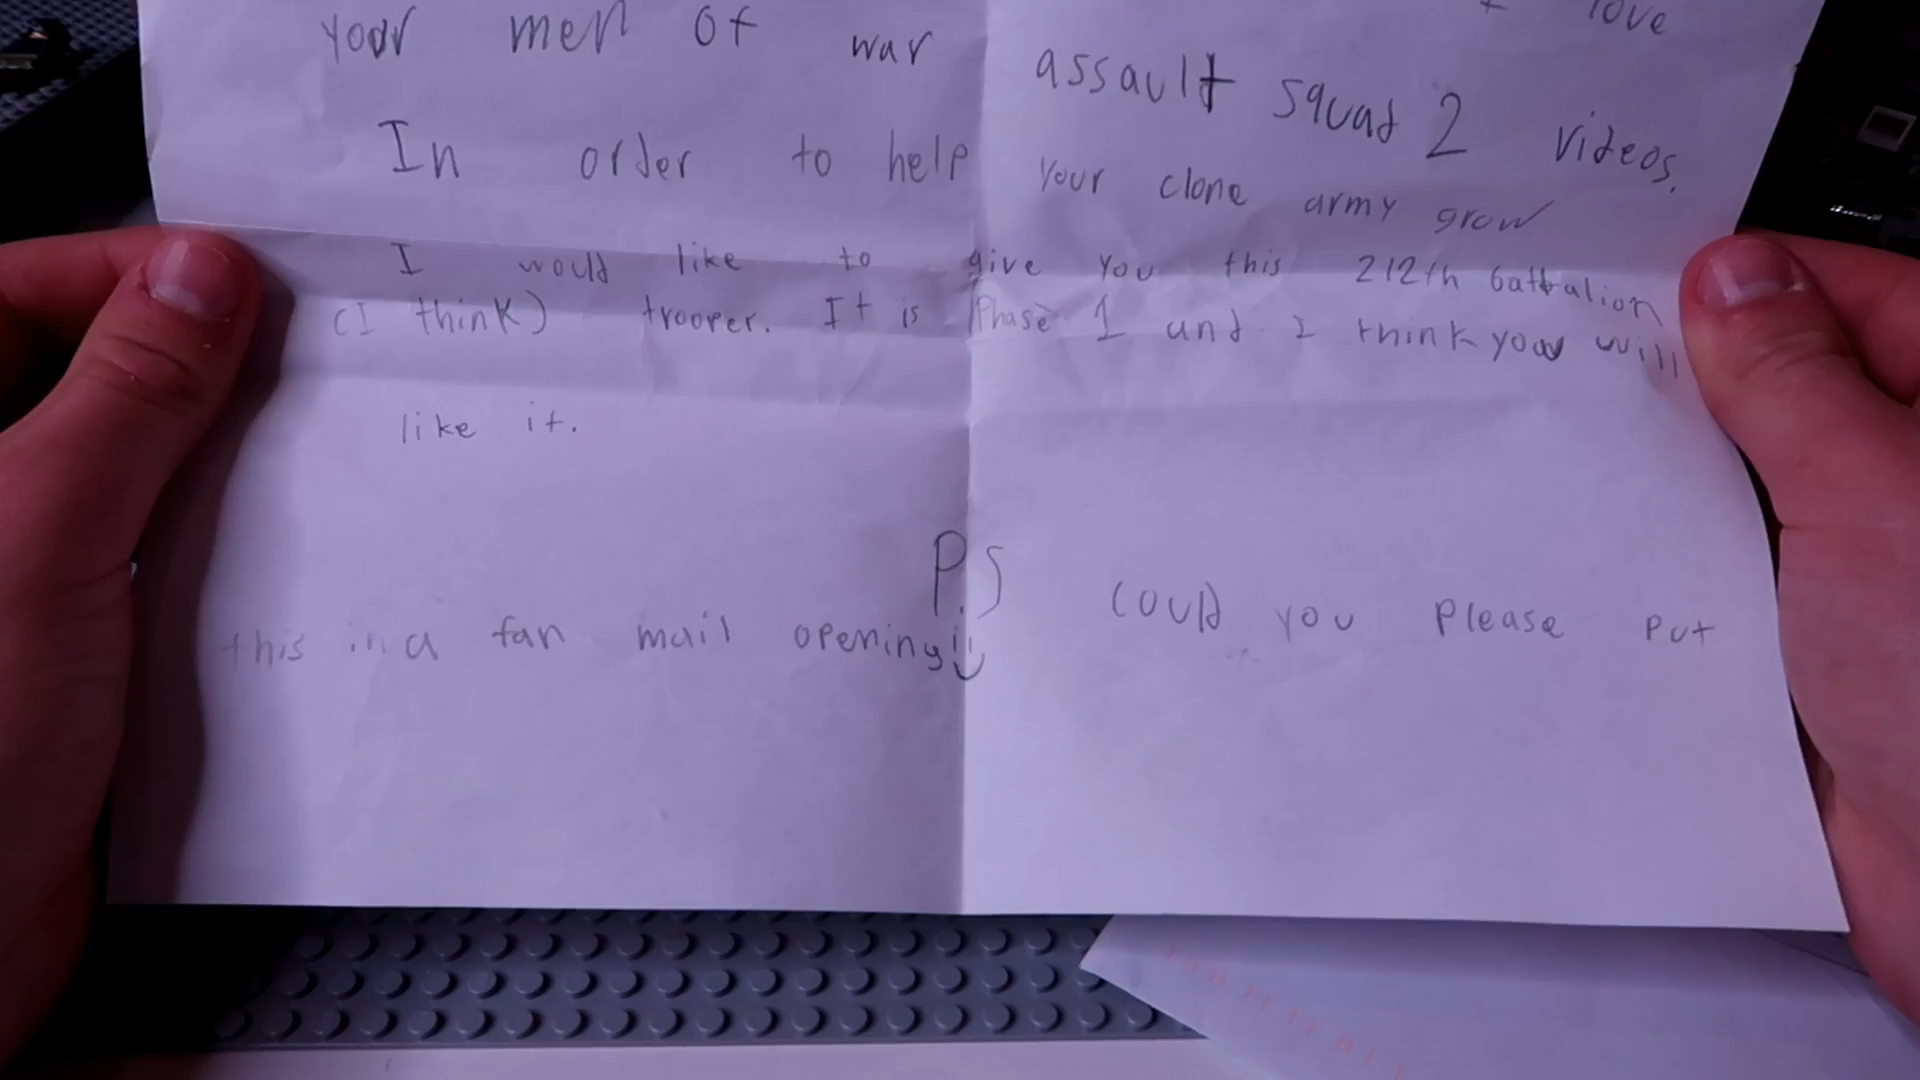 love
your men of war assault squad 2 videos.
In order to help your clone army grow
I would like to give you this 212th battalion
(I think) trooper. It is Phase 1 and I think you will
like it.
P.S could you please put
this in a fan mail opening!